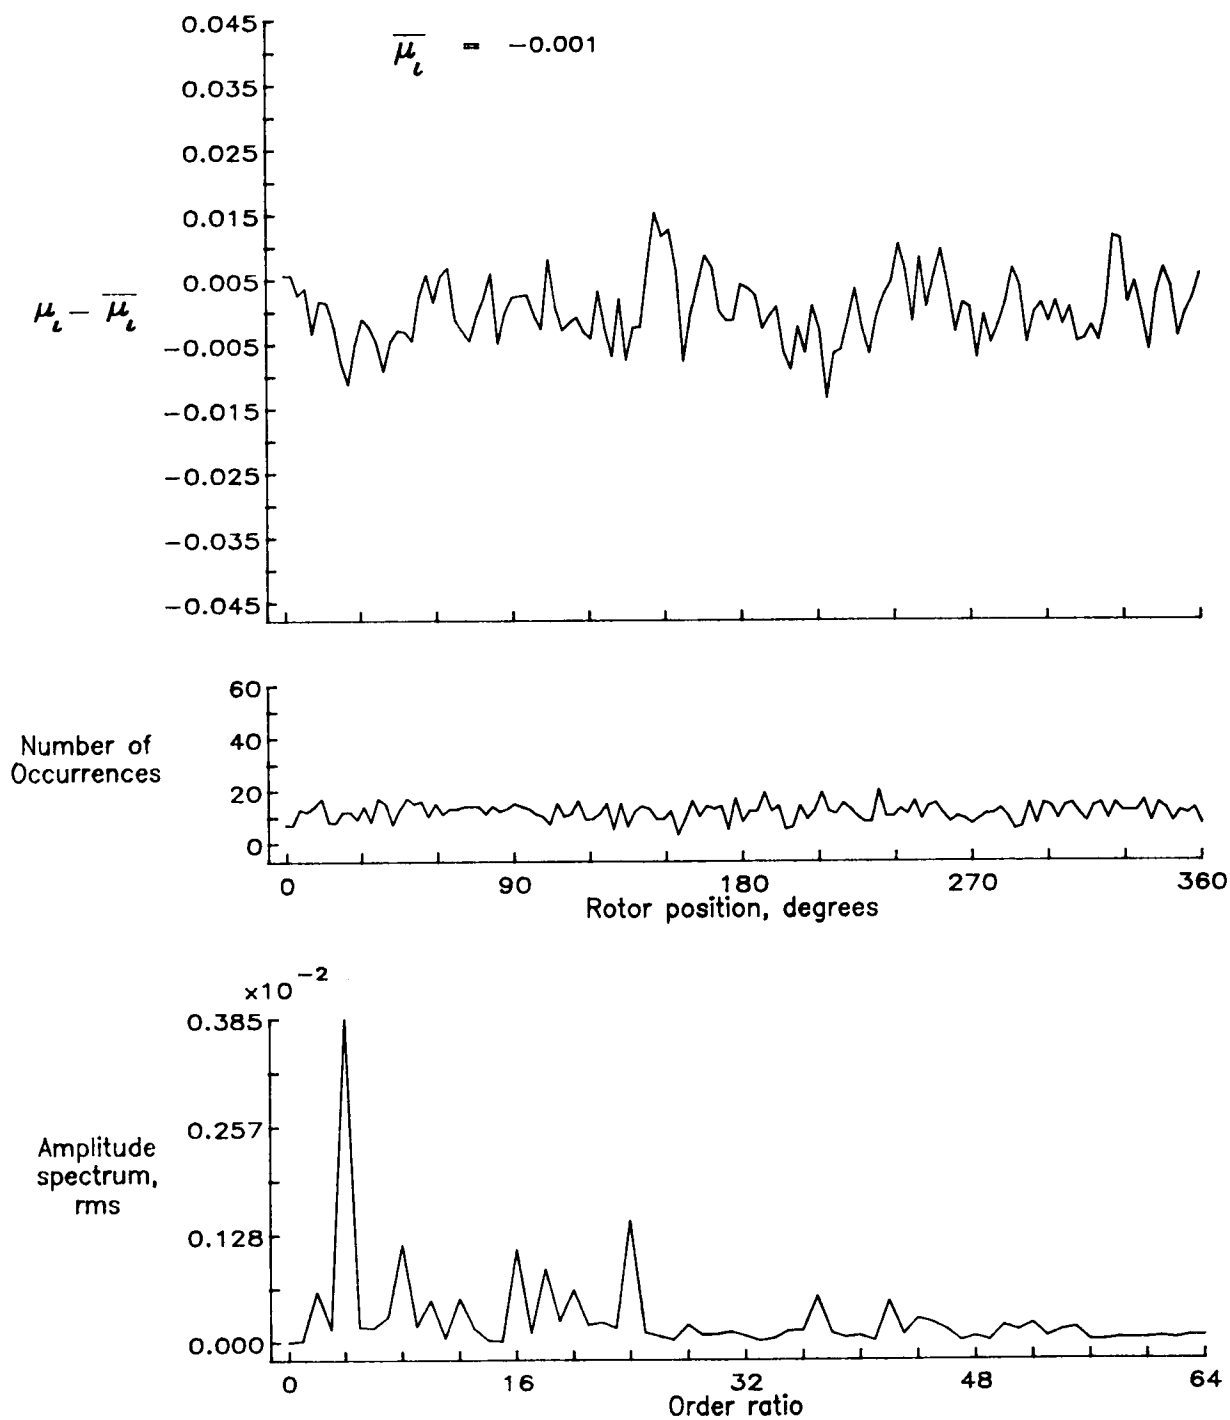 0.045
0.035
0.025
0.015
0.005
−0.005
−0.015
−0.025
−0.035
−0.045
μ̅ι = −0.001
μι − μ̅ι
60
40
20
0
Number of
Occurrences
0 90 180 270 360
Rotor position, degrees
×10⁻²
0.385
0.257
0.128
0.000
Amplitude
spectrum,
rms
0 16 32 48 64
Order ratio